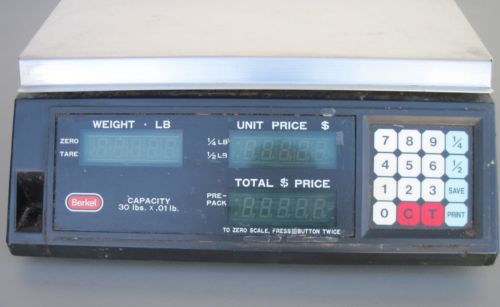 WEIGHT · LB
UNIT PRICE $
ZERO
TARE
¼ LB
½ LB
TOTAL $ PRICE
Berkel
CAPACITY
30 lbs. x .01 lb.
PRE-
PACK
TO ZERO SCALE, PRESS BUTTON TWICE
7 8 9 ¼
4 5 6 ½
1 2 3 SAVE
0 C T PRINT